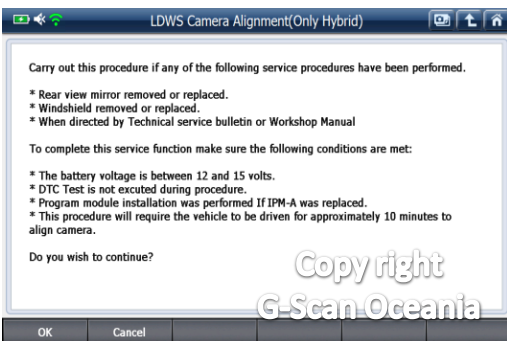 LDWS Camera Alignment(Only Hybrid)
Carry out this procedure if any of the following service procedures have been performed.
* Rear view mirror removed or replaced.
* Windshield removed or replaced.
* When directed by Technical service bulletin or Workshop Manual
To complete this service function make sure the following conditions are met:
* The battery voltage is between 12 and 15 volts.
* DTC Test is not excuted during procedure.
* Program module installation was performed If IPM-A was replaced.
* This procedure will require the vehicle to be driven for approximately 10 minutes to
align camera.
Do you wish to continue?
Copy right
G-Scan Oceania
OK Cancel